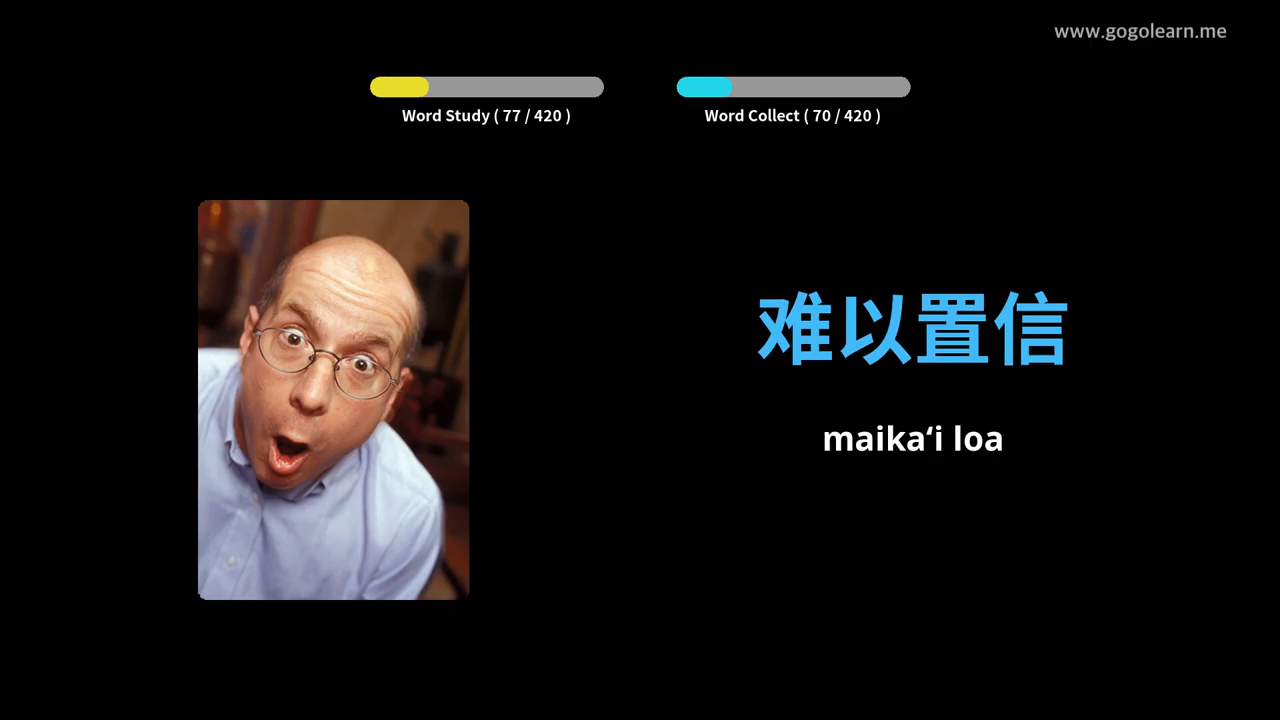 www.gogolearn.me
Word Study ( 77 / 420 )
Word Collect ( 70 / 420 )
难以置信
maikaʻi loa